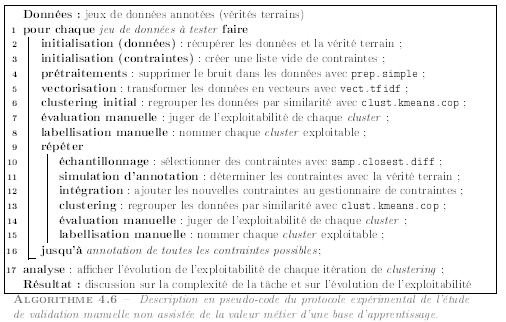 Données : jeux de données annotées (vérités terrains)
1 pour chaque jeu de données à tester faire
2 initialisation (données) : récupérer les données et la vérité terrain ;
3 initialisation (contraintes) : créer une liste vide de contraintes ;
4 prétraitements : supprimer le bruit dans les données avec prep.simple ;
5 vectorisation : transformer les données en vecteurs avec vect.tfidf ;
6 clustering initial : regrouper les données par similarité avec clust.kmeans.cop ;
7 évaluation manuelle : juger de l'exploitabilité de chaque cluster ;
8 labellisation manuelle : nommer chaque cluster exploitable ;
9 répéter
10 échantillonnage : sélectionner des contraintes avec samp.closest.diff ;
11 simulation d'annotation : déterminer les contraintes avec la vérité terrain ;
12 intégration : ajouter les nouvelles contraintes au gestionnaire de contraintes ;
13 clustering : regrouper les données par similarité avec clust.kmeans.cop ;
14 évaluation manuelle : juger de l'exploitabilité de chaque cluster ;
15 labellisation manuelle : nommer chaque cluster exploitable ;
16 jusqu'à annotation de toutes les contraintes possibles;
17 analyse : afficher l'évolution de l'exploitabilité de chaque itération de clustering ;
Résultat : discussion sur la complexité de la tâche et sur l'évolution de l'exploitabilité
ALGORITHME 4.6 – Description en pseudo-code du protocole expérimental de l'étude
de validation manuelle non assistée de la valeur métier d'une base d'apprentissage.